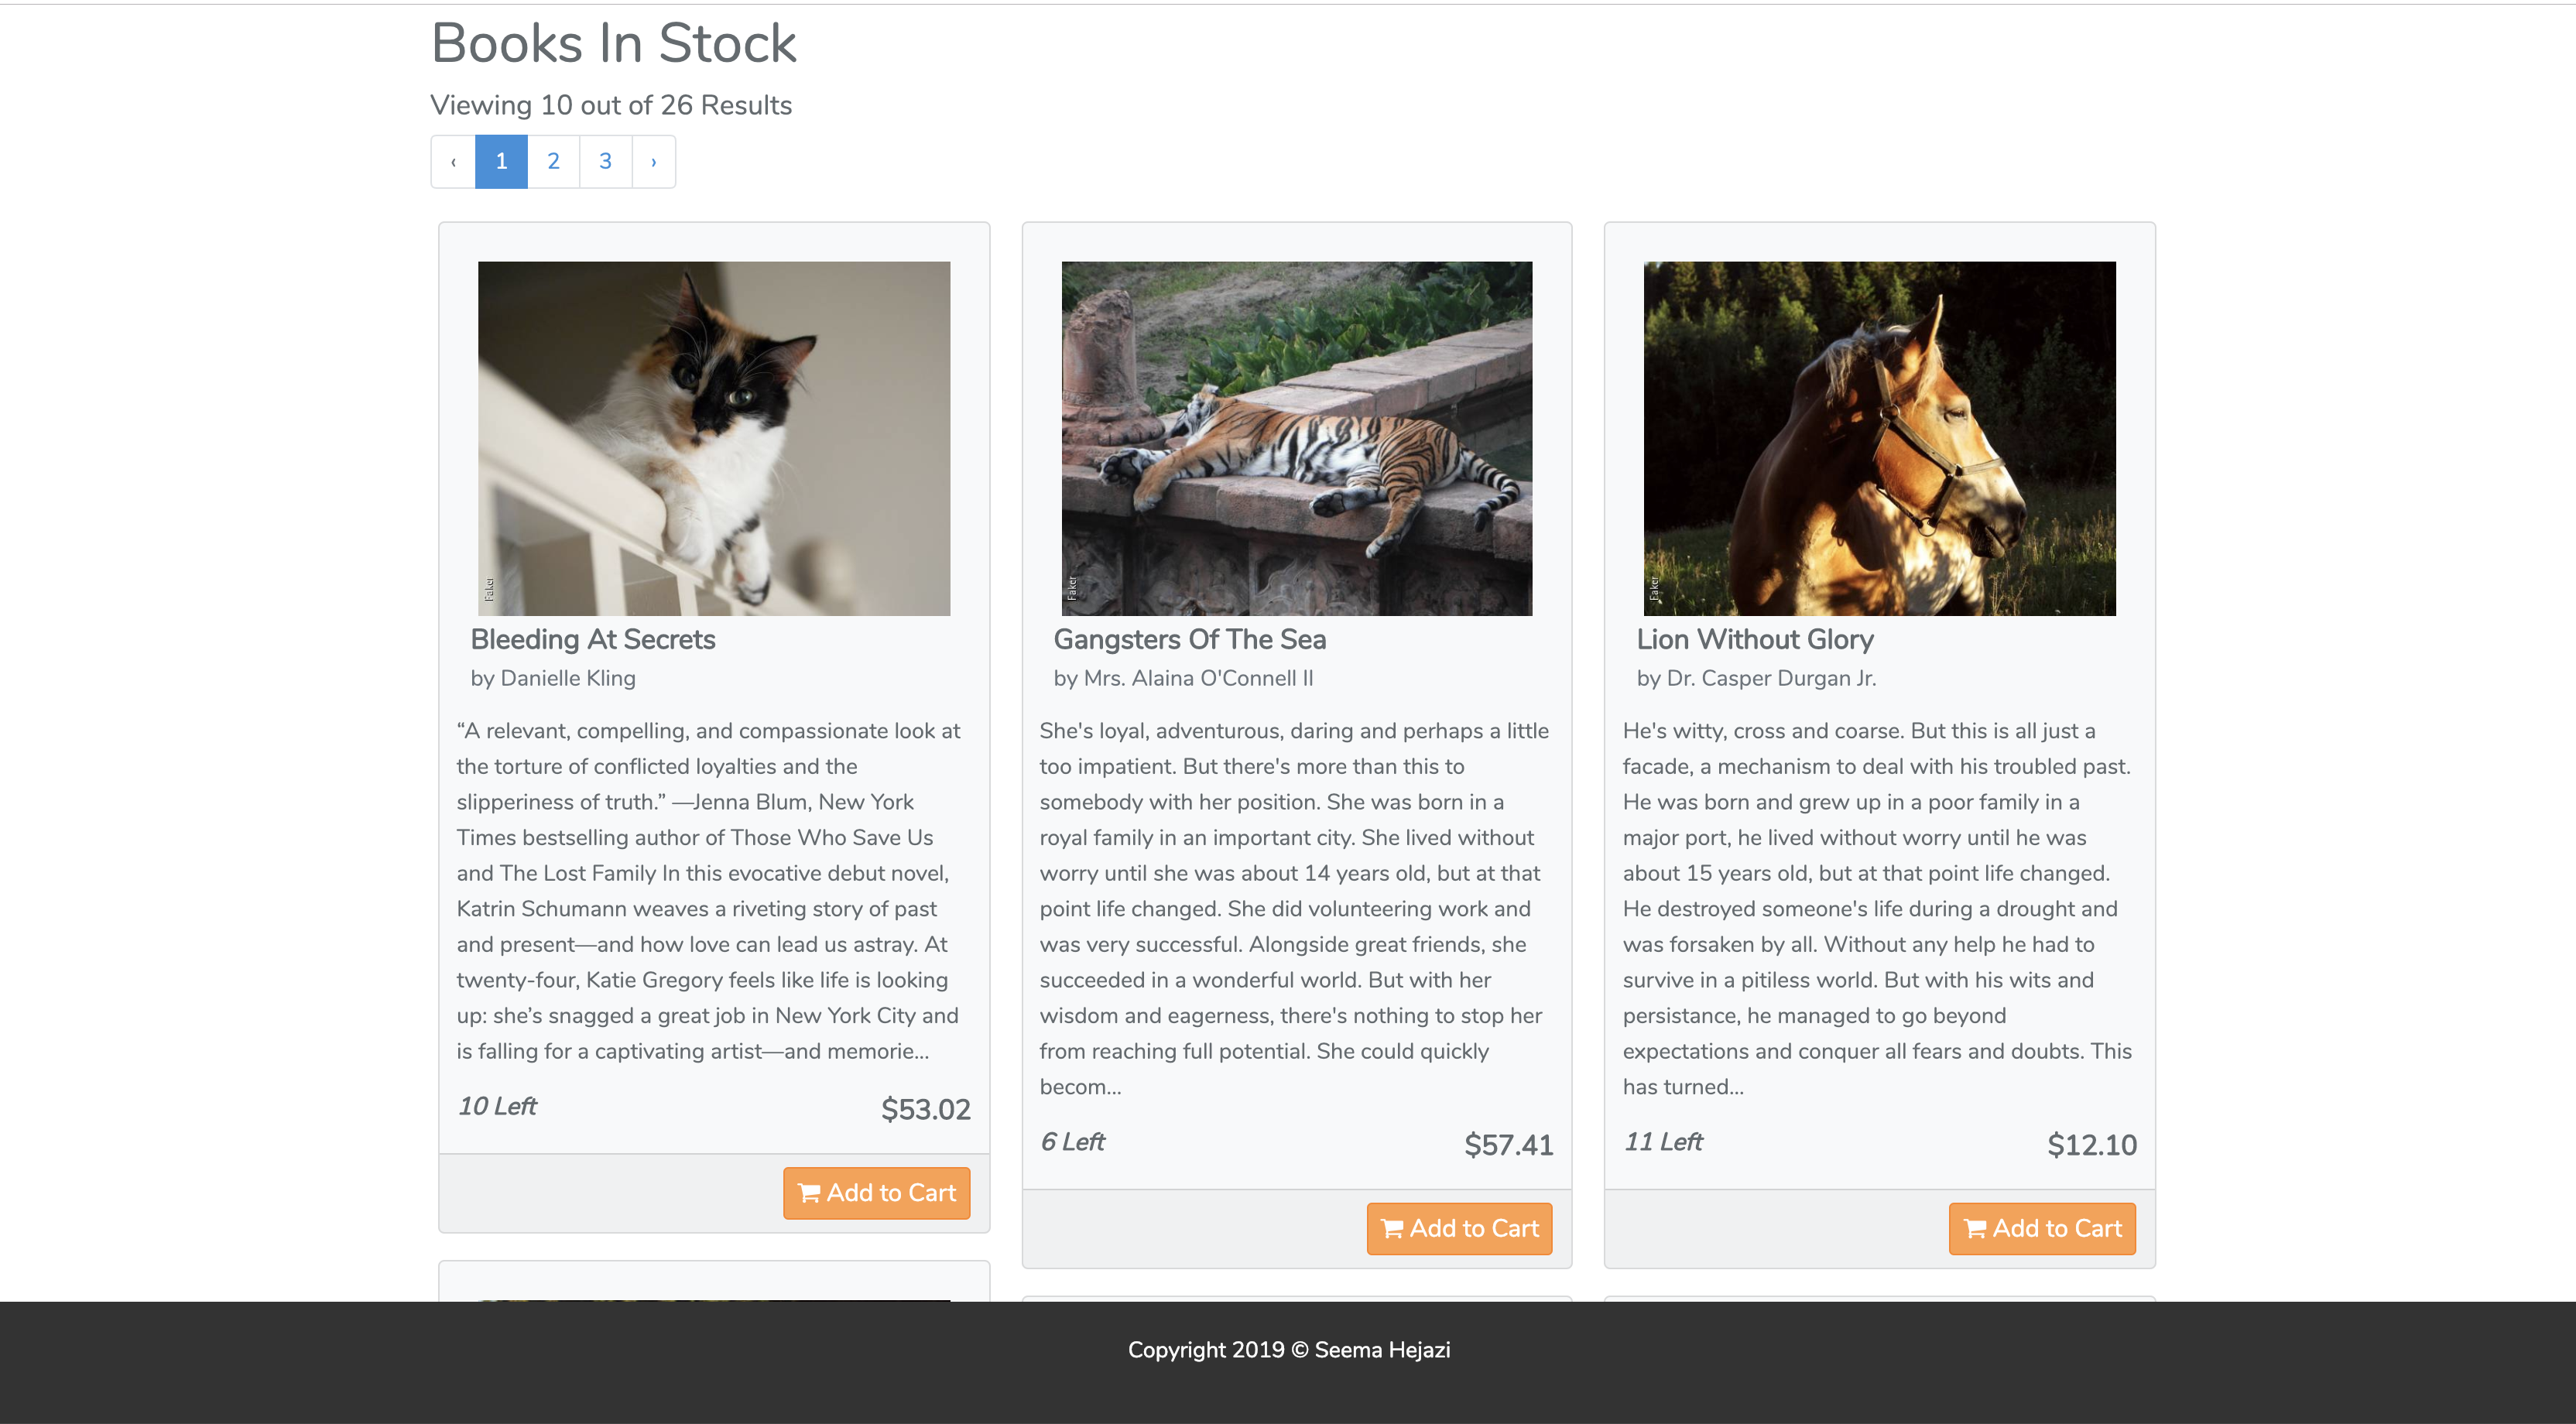 Books In Stock
Viewing 10 out of 26 Results
‹ 1 2 3 ›
Faker
Bleeding At Secrets
by Danielle Kling
“A relevant, compelling, and compassionate look at
the torture of conflicted loyalties and the
slipperiness of truth.” —Jenna Blum, New York
Times bestselling author of Those Who Save Us
and The Lost Family In this evocative debut novel,
Katrin Schumann weaves a riveting story of past
and present—and how love can lead us astray. At
twenty-four, Katie Gregory feels like life is looking
up: she’s snagged a great job in New York City and
is falling for a captivating artist—and memorie...
10 Left
$53.02
Add to Cart
Faker
Gangsters Of The Sea
by Mrs. Alaina O'Connell II
She's loyal, adventurous, daring and perhaps a little
too impatient. But there's more than this to
somebody with her position. She was born in a
royal family in an important city. She lived without
worry until she was about 14 years old, but at that
point life changed. She did volunteering work and
was very successful. Alongside great friends, she
succeeded in a wonderful world. But with her
wisdom and eagerness, there's nothing to stop her
from reaching full potential. She could quickly
becom...
6 Left
$57.41
Add to Cart
Faker
Lion Without Glory
by Dr. Casper Durgan Jr.
He's witty, cross and coarse. But this is all just a
facade, a mechanism to deal with his troubled past.
He was born and grew up in a poor family in a
major port, he lived without worry until he was
about 15 years old, but at that point life changed.
He destroyed someone's life during a drought and
was forsaken by all. Without any help he had to
survive in a pitiless world. But with his wits and
persistance, he managed to go beyond
expectations and conquer all fears and doubts. This
has turned...
11 Left
$12.10
Add to Cart
Copyright 2019 © Seema Hejazi